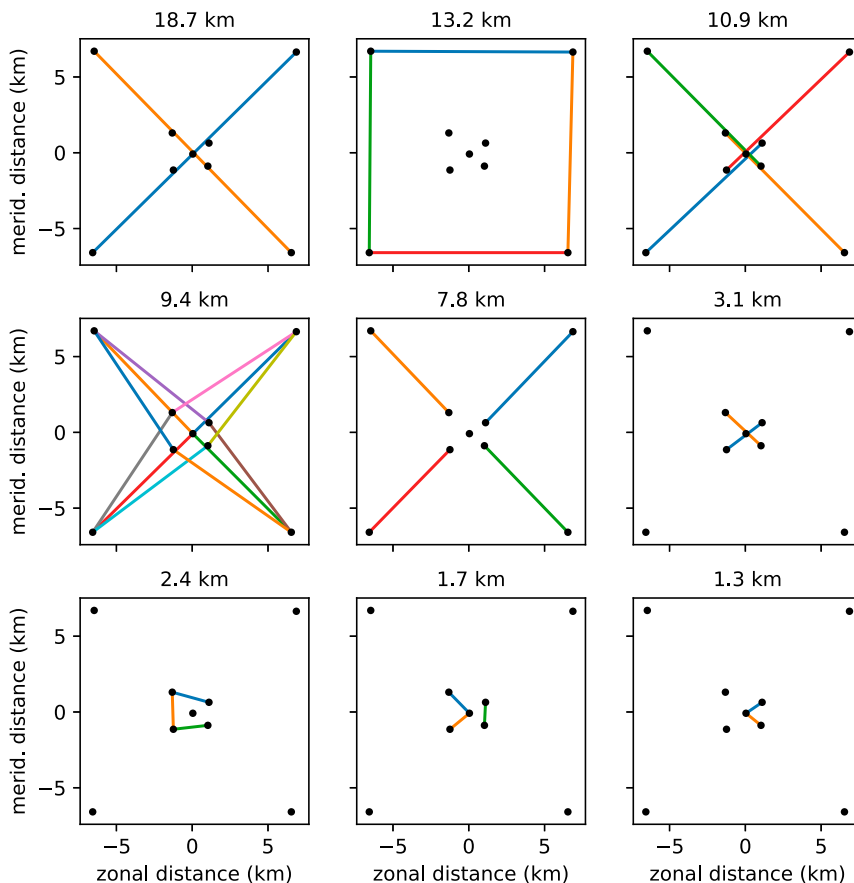 18.7 km 13.2 km 10.9 km
merid. distance (km)
5
0
−5
9.4 km 7.8 km 3.1 km
merid. distance (km)
5
0
−5
2.4 km 1.7 km 1.3 km
merid. distance (km)
5
0
−5
−5 0 5 −5 0 5 −5 0 5
zonal distance (km) zonal distance (km) zonal distance (km)